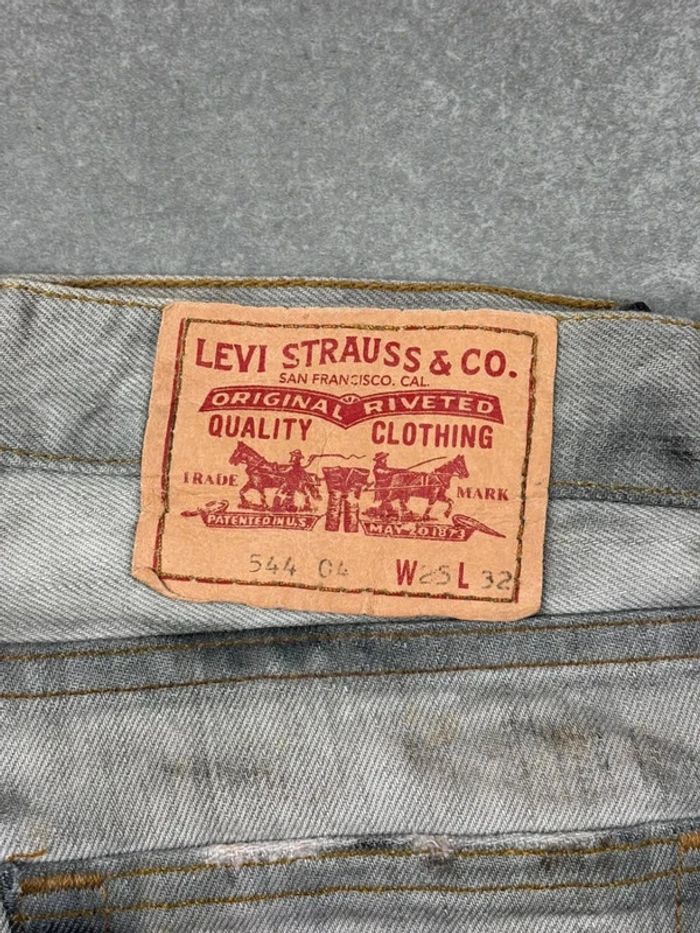 LEVI STRAUSS & CO.
SAN FRANCISCO, CAL.
ORIGINAL RIVETED
QUALITY CLOTHING
TRADE MARK
PATENTED IN U.S. MAY 20 1873
544 04 W 25 L 32